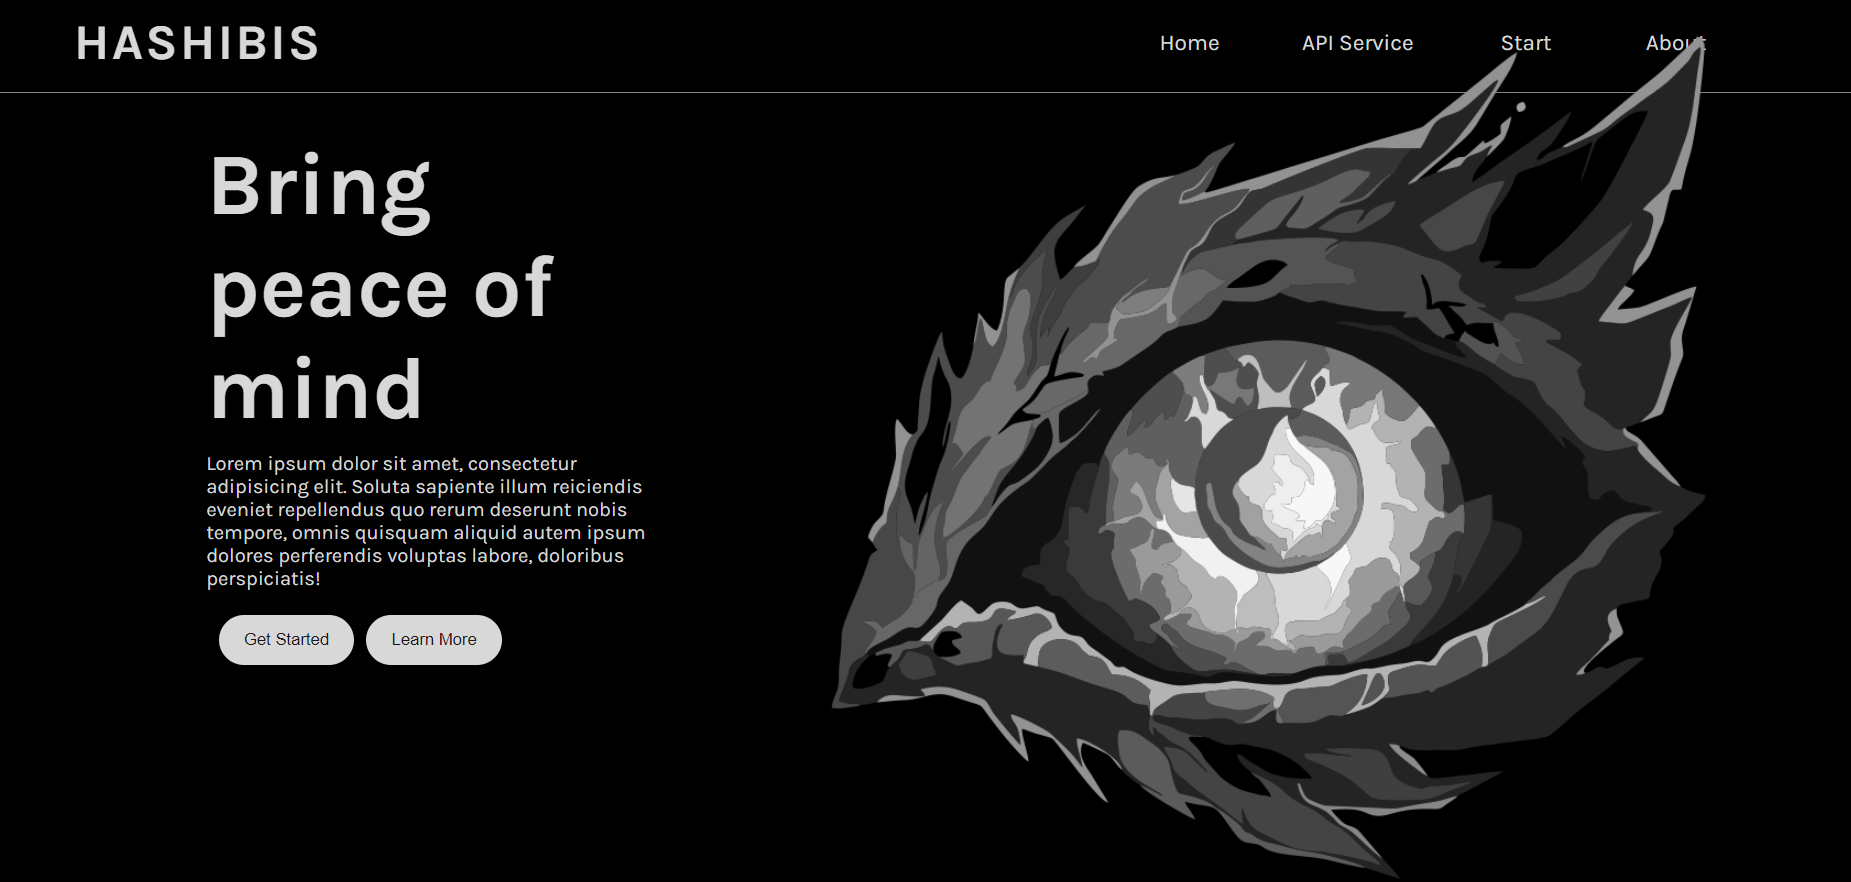 HASHIBIS
Home API Service Start About
Bring
peace of
mind
Lorem ipsum dolor sit amet, consectetur
adipisicing elit. Soluta sapiente illum reiciendis
eveniet repellendus quo rerum deserunt nobis
tempore, omnis quisquam aliquid autem ipsum
dolores perferendis voluptas labore, doloribus
perspiciatis!
Get Started Learn More